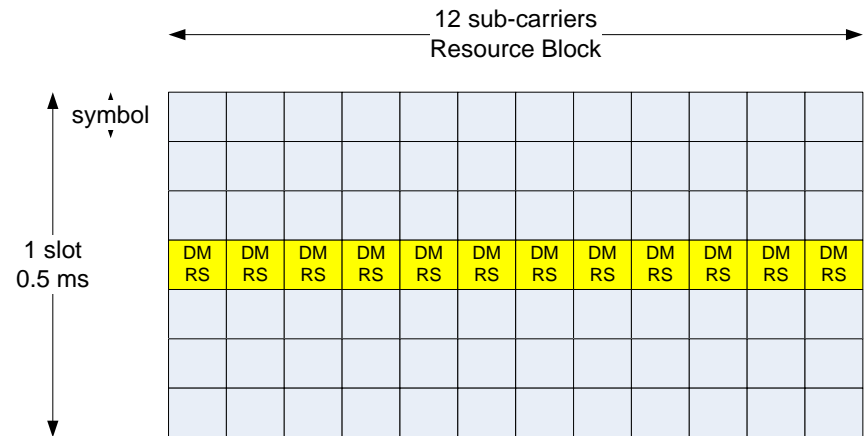 12 sub-carriers
Resource Block
symbol
1 slot
0.5 ms
DM DM DM DM DM DM DM DM DM DM DM DM
RS RS RS RS RS RS RS RS RS RS RS RS